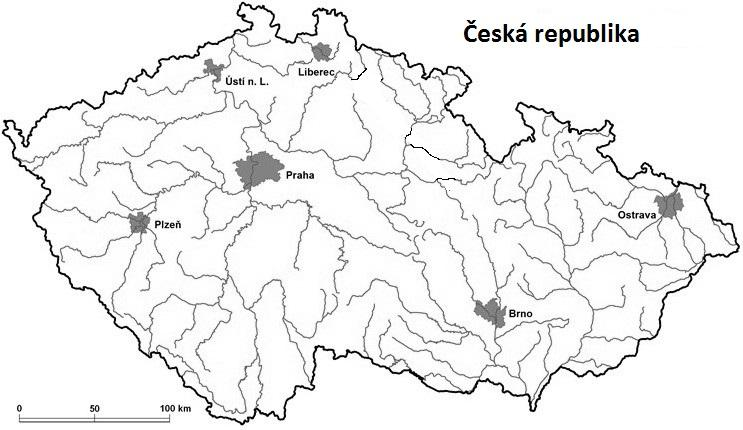 Česká republika
Liberec
Ústí n. L.
Praha
Ostrava
Plzeň
Brno
0 50 100 km